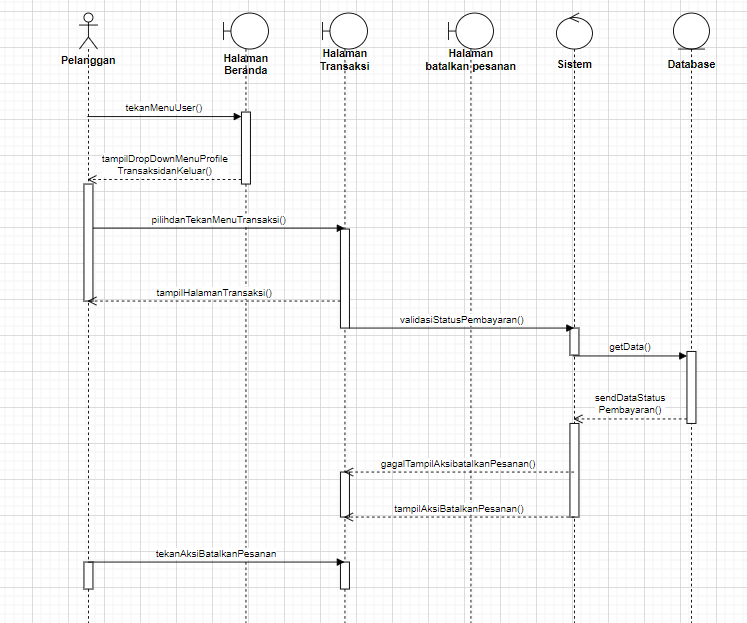 Pelanggan
Halaman
Beranda
Halaman
Transaksi
Halaman
batalkan pesanan
Sistem
Database
tekanMenuUser()
tampilDropDownMenuProfile
TransaksidanKeluar()
pilihdanTekanMenuTransaksi()
tampilHalamanTransaksi()
validasiStatusPembayaran()
getData()
sendDataStatus
Pembayaran()
gagalTampilAksibatalkanPesanan()
tampilAksiBatalkanPesanan()
tekanAksiBatalkanPesanan